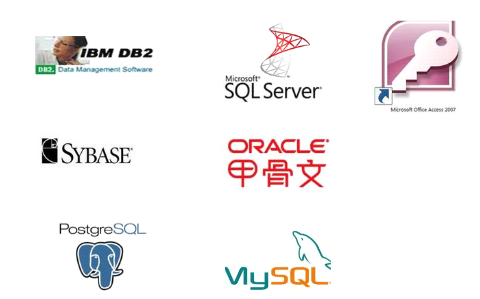 IBM DB2
DB2. Data Management Software
Microsoft®
SQL Server®
Microsoft Office Access 2007
SYBASE®
ORACLE®
甲骨文
PostgreSQL
MySQL